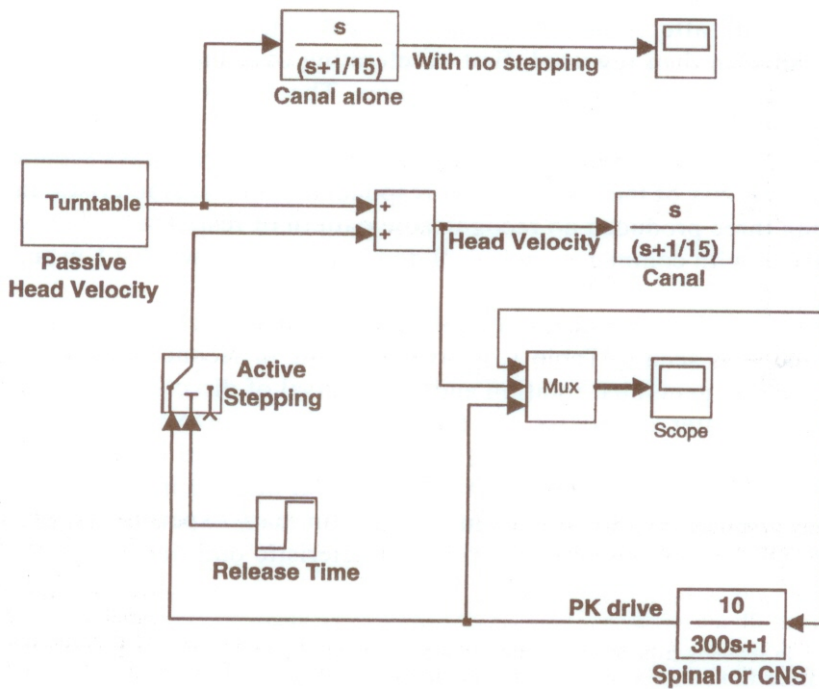 s
(s+1/15)
Canal alone
With no stepping
Turntable
Passive
Head Velocity
+
+
Head Velocity
s
(s+1/15)
Canal
Active
Stepping
Mux
Scope
Release Time
PK drive
10
300s+1
Spinal or CNS